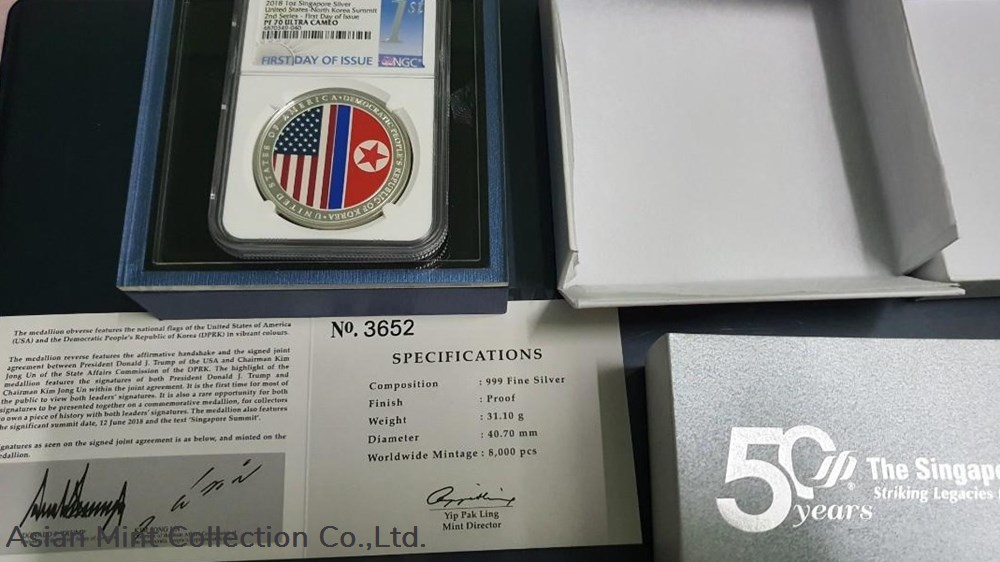 2018 1oz Singapore Silver
United States-North Korea Summit
2nd Series - First Day of Issue
PF 70 ULTRA CAMEO
4820349-040
1st
FIRST DAY OF ISSUE
NGC
UNITED STATES OF AMERICA • DEMOCRATIC PEOPLE'S REPUBLIC OF KOREA •
The medallion obverse features the national flags of the United States of America
(USA) and the Democratic People's Republic of Korea (DPRK) in vibrant colours.
The medallion reverse features the affirmative handshake and the signed joint
agreement between President Donald J. Trump of the USA and Chairman Kim
Jong Un of the State Affairs Commission of the DPRK. The highlight of the
medallion features the signatures of both President Donald J. Trump and
Chairman Kim Jong Un within the joint agreement. It is the first time for most of
the public to view both leaders' signatures. It is also a rare opportunity for both
signatures to be presented together on a commemorative medallion, for collectors
to own a piece of history with both leaders' signatures. The medallion also features
the significant summit date, 12 June 2018 and the text 'Singapore Summit'.
ignatures as seen on the signed joint agreement is as below, and minted on the
edallion.
No. 3652
SPECIFICATIONS
Composition : 999 Fine Silver
Finish : Proof
Weight : 31.10 g
Diameter : 40.70 mm
Worldwide Mintage : 8,000 pcs
Yip Pak Ling
Mint Director
50 years
The Singapo
Striking Legacies
Asian Mint Collection Co.,Ltd.